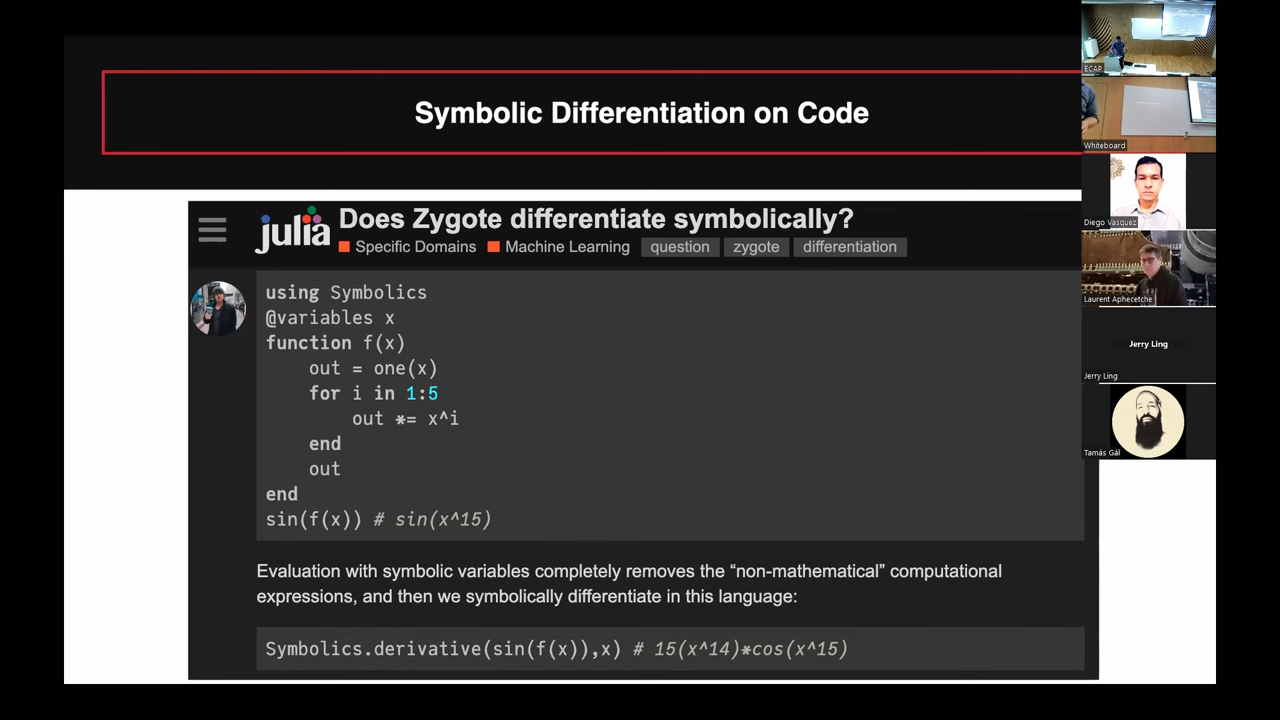 Symbolic Differentiation on Code
julia
Does Zygote differentiate symbolically?
Specific Domains Machine Learning question zygote differentiation
using Symbolics
@variables x
function f(x)
    out = one(x)
    for i in 1:5
        out *= x^i
    end
    out
end
sin(f(x)) # sin(x^15)
Evaluation with symbolic variables completely removes the “non-mathematical” computational
expressions, and then we symbolically differentiate in this language:
Symbolics.derivative(sin(f(x)),x) # 15(x^14)*cos(x^15)
ECAP
Whiteboard
Diego Vasquez
Laurent Aphecetche
Jerry Ling
Jerry Ling
Tamás Gál